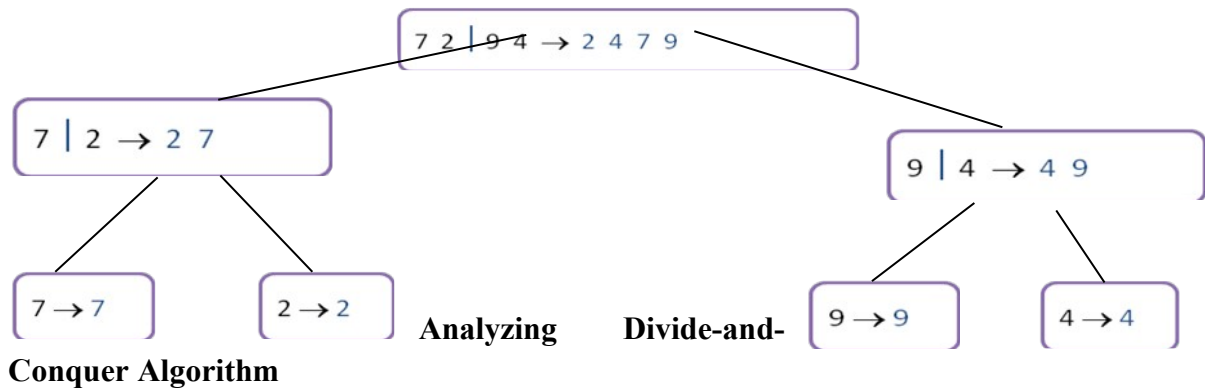 7 2 | 9 4 → 2 4 7 9
7 | 2 → 2 7
9 | 4 → 4 9
7 → 7
2 → 2
9 → 9
4 → 4
Analyzing Divide-and-
Conquer Algorithm